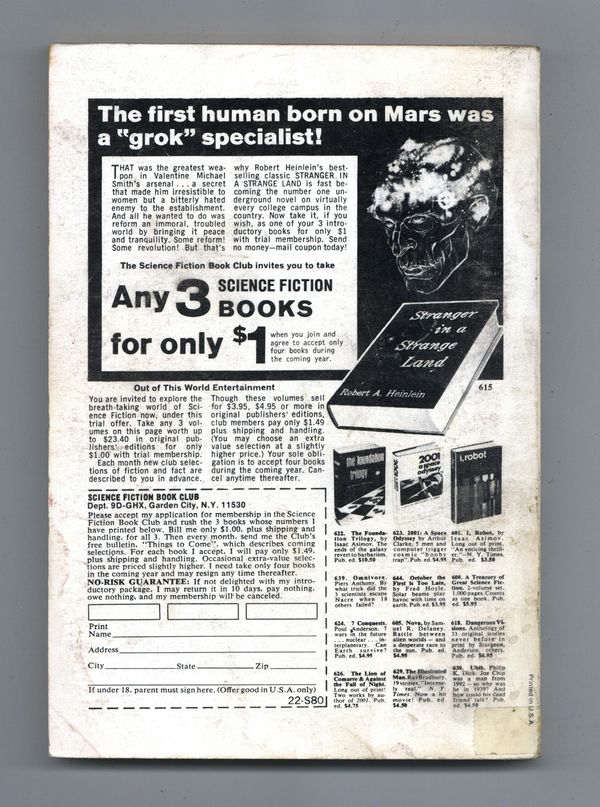 The first human born on Mars was
a "grok" specialist!
THAT was the greatest wea-
pon in Valentine Michael
Smith's arsenal . . . a secret
that made him irresistible to
women but a bitterly hated
enemy to the establishment.
And all he wanted to do was
reform an immoral, troubled
world by bringing it peace
and tranquility. Some reform!
Some revolution! But that's
why Robert Heinlein's best-
selling classic STRANGER IN
A STRANGE LAND is fast be-
coming the number one un-
derground novel on virtually
every college campus in the
country. Now take it, if you
wish, as one of your 3 intro-
ductory books for only $1
with trial membership. Send
no money—mail coupon today!
The Science Fiction Book Club invites you to take
Any 3 SCIENCE FICTION
BOOKS
for only $1
when you join and
agree to accept only
four books during
the coming year.
Stranger
in a
Strange
Land
Robert A. Heinlein
615
Out of This World Entertainment
You are invited to explore the
breath-taking world of Sci-
ence Fiction now, under this
trial offer. Take any 3 vol-
umes on this page worth up
to $23.40 in original pub-
lishers' editions for only
$1.00 with trial membership.
Each month new club selec-
tions of fiction and fact are
described to you in advance.
Though these volumes sell
for $3.95, $4.95 or more in
original publishers' editions,
club members pay only $1.49
plus shipping and handling.
(You may choose an extra
value selection at a slightly
higher price.) Your sole obli-
gation is to accept four books
during the coming year. Can-
cel anytime thereafter.
the foundation
trilogy
2001
a space
odyssey
i, robot
SCIENCE FICTION BOOK CLUB
Dept. 9D-GHX, Garden City, N.Y. 11530
Please accept my application for membership in the Science
Fiction Book Club and rush the 3 books whose numbers I
have printed below. Bill me only $1.00, plus shipping and
handling, for all 3. Then every month, send me the Club's
free bulletin, "Things to Come", which describes coming
selections. For each book I accept, I will pay only $1.49,
plus shipping and handling. Occasional extra-value selec-
tions are priced slightly higher. I need take only four books
in the coming year and may resign any time thereafter.
NO-RISK GUARANTEE: If not delighted with my intro-
ductory package, I may return it in 10 days, pay nothing,
owe nothing, and my membership will be canceled.
Print
Name
Address
City State Zip
If under 18, parent must sign here. (Offer good in U.S.A. only)
22-S80
622. The Founda-
tion Trilogy, by
Isaac Asimov. The
ends of the galaxy
revert to barbarism.
Pub. ed. $10.50
623. 2001: a Space
Odyssey by Arthur
Clarke. 3 men and
computer trigger
cosmic "booby
trap". Pub. ed. $4.95
601. I, Robot, by
Isaac Asimov.
Long out of print.
"An enticing thrill-
er." — N.Y. Times
Pub. ed. $3.50
639. Omnivore.
Piers Anthony. By
what trick did the
3 scientists escape
Nacre when 18
others failed?
644. October the
First is Too Late,
by Fred Hoyle.
Solar beams play
havoc with time on
earth. Pub. ed. $3.95
600. A Treasury of
Great Science Fic-
tion. 2-volume set.
1,000 pages. Counts
as one book. Pub.
ed. $5.95
624. 7 Conquests.
Poul Anderson. 7
wars in the future
. . . nuclear . . . in-
terplanetary. Can
Earth survive?
Pub. ed. $4.95
605. Nova, by Sam-
uel R. Delaney.
Battle between
alien worlds — and
a desperate race to
the sun. Pub. ed.
$4.95
618. Dangerous Vi-
sions. Anthology of
33 original stories
never before in
print by Sturgeon,
Anderson, others.
Pub. ed. $6.95
626. The Lion of
Comarre & Against
the Fall of Night.
Long out of print!
Two works by au-
thor of 2001. Pub.
ed. $4.75
629. The Illustrated
Man. Ray Bradbury.
19 stories. "Intense-
ly real." — N. Y.
Times. Now a hit
movie! Pub. ed.
$4.50
630. Ubik. Philip
K. Dick. Joe Chip
was a man from
1992 — so why was
he in 1939? And
how could his dead
friend talk? Pub.
ed. $4.50
Printed in U.S.A.